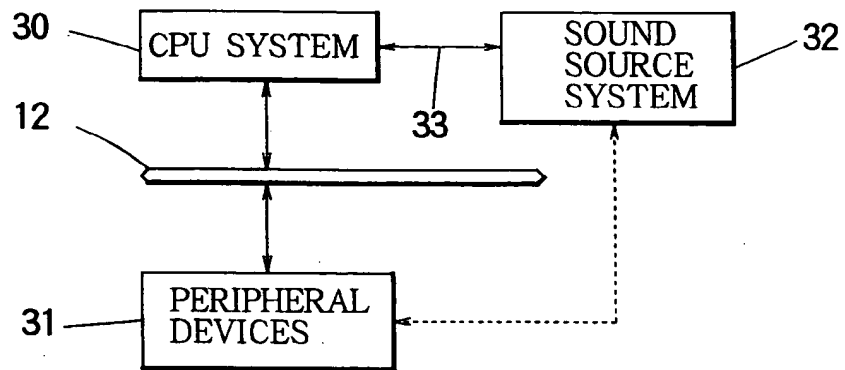 30
CPU SYSTEM
SOUND
SOURCE
SYSTEM
32
33
12
31
PERIPHERAL
DEVICES